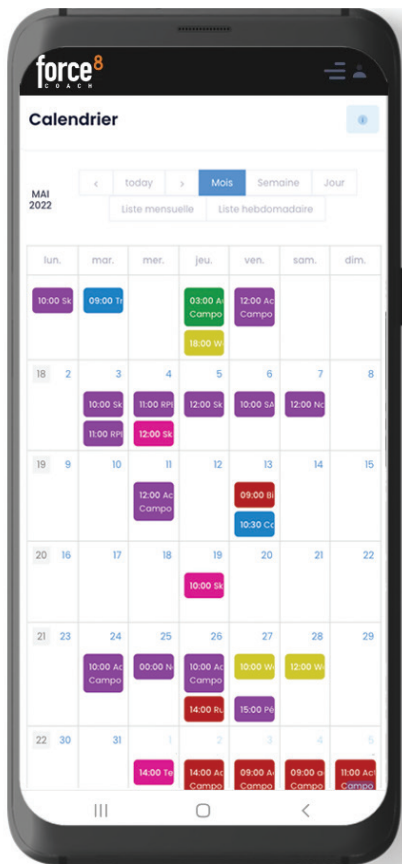 force8
COACH
Calendrier
MAI
2022
< today > Mois Semaine Jour
Liste mensuelle Liste hebdomadaire
lun. mar. mer. jeu. ven. sam. dim.
10:00 Sk 09:00 Tr 03:00 A 12:00 Ac
Campo Campo
18:00 W
18 2 3 4 5 6 7 8
10:00 Sk 11:00 RPE 12:00 Sk 10:00 SA 12:00 No
11:00 RPE 12:00 Sk
19 9 10 11 12 13 14 15
12:00 Ac 09:00 Bi
Campo
10:30 Co
20 16 17 18 19 20 21 22
10:00 Sk
21 23 24 25 26 27 28 29
10:00 Ac 00:00 N 10:00 Ac 10:00 W 12:00 W
Campo Campo
14:00 Ru 15:00 Pé
22 30 31 1 2 3 4 5
14:00 Te 14:00 Ac 09:00 A 09:00 a 11:00 Act
Campo Campo Campo Campo